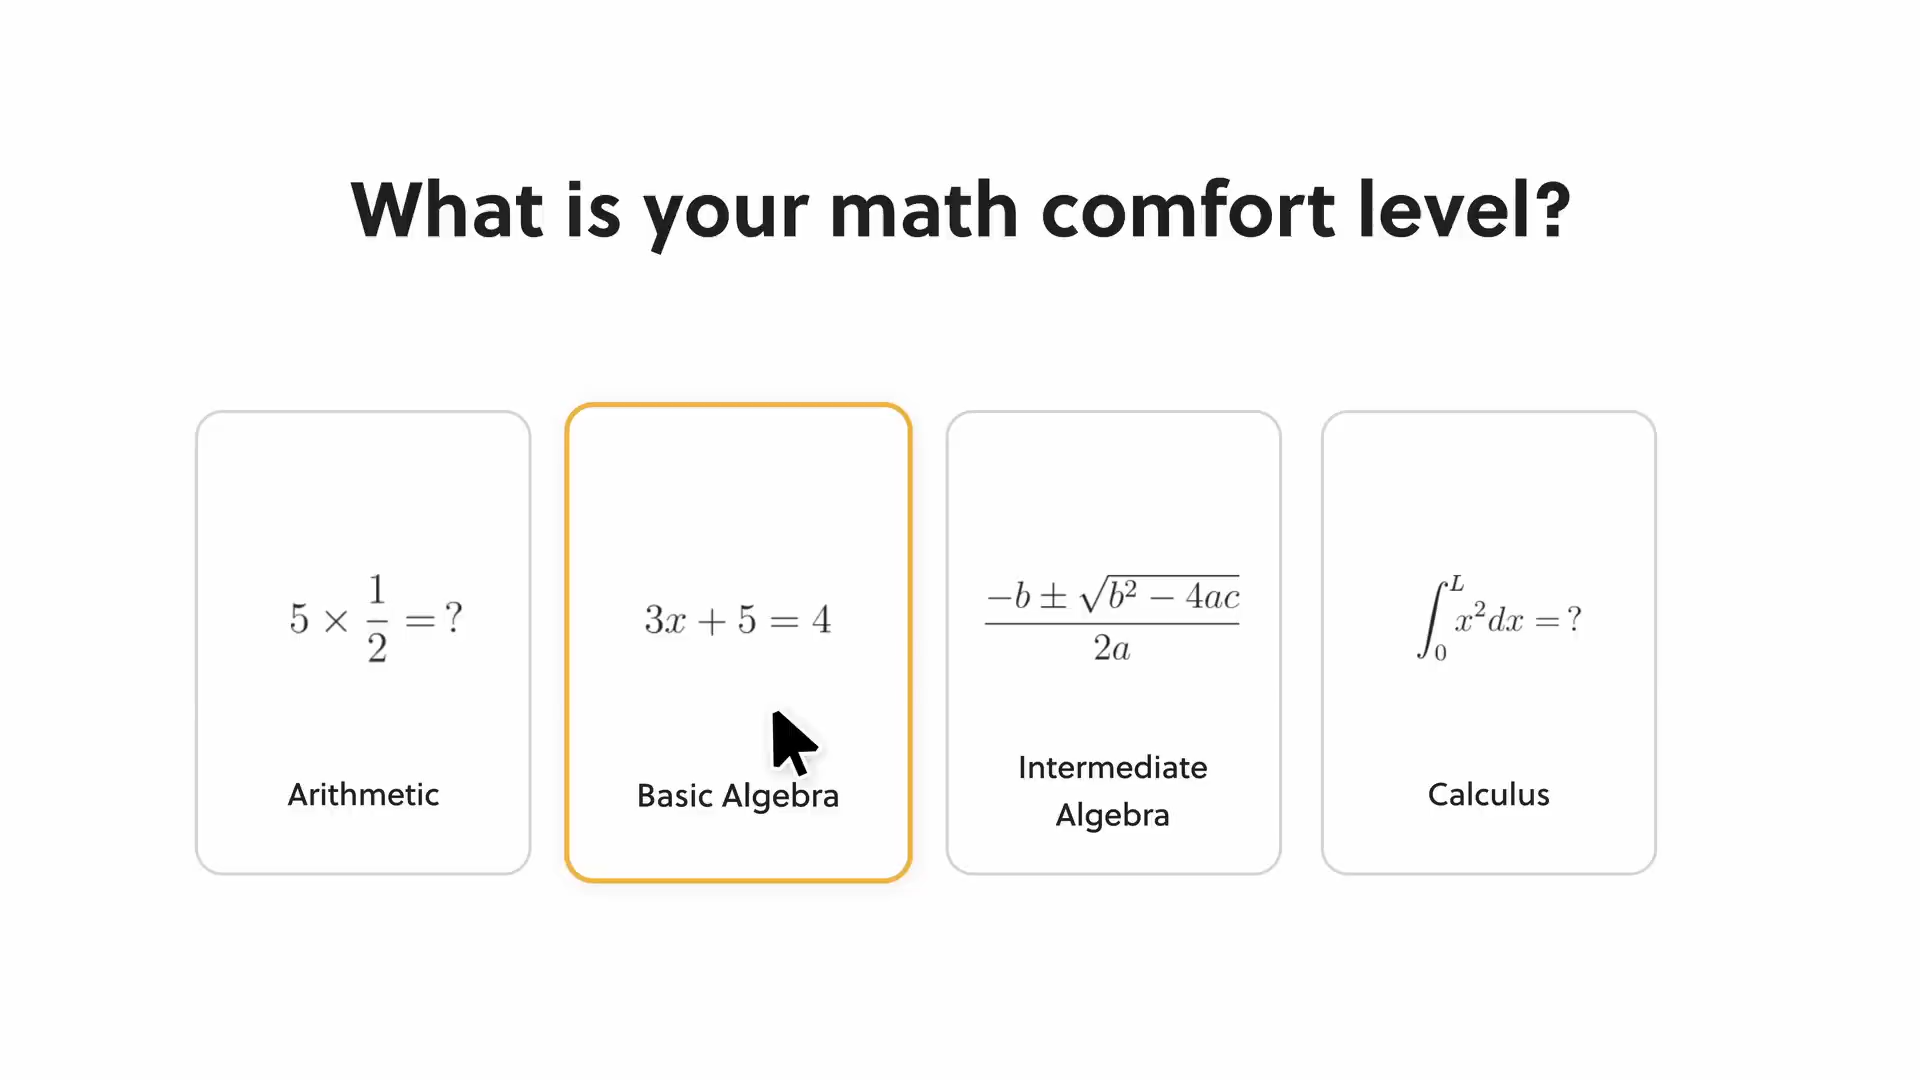 What is your math comfort level?
5 × 1/2 = ?
Arithmetic
3x + 5 = 4
Basic Algebra
−b ± √(b² − 4ac)
2a
Intermediate
Algebra
∫₀ᴸ x² dx = ?
Calculus